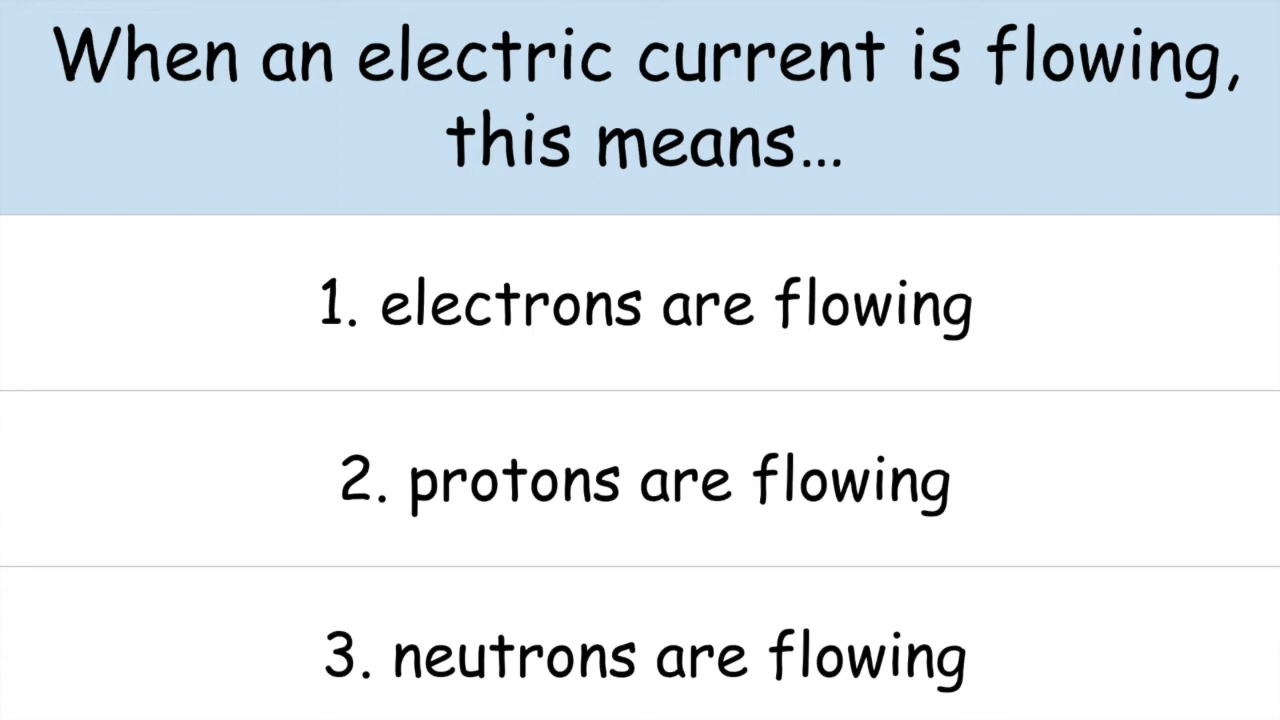 When an electric current is flowing,
this means...
1. electrons are flowing
2. protons are flowing
3. neutrons are flowing